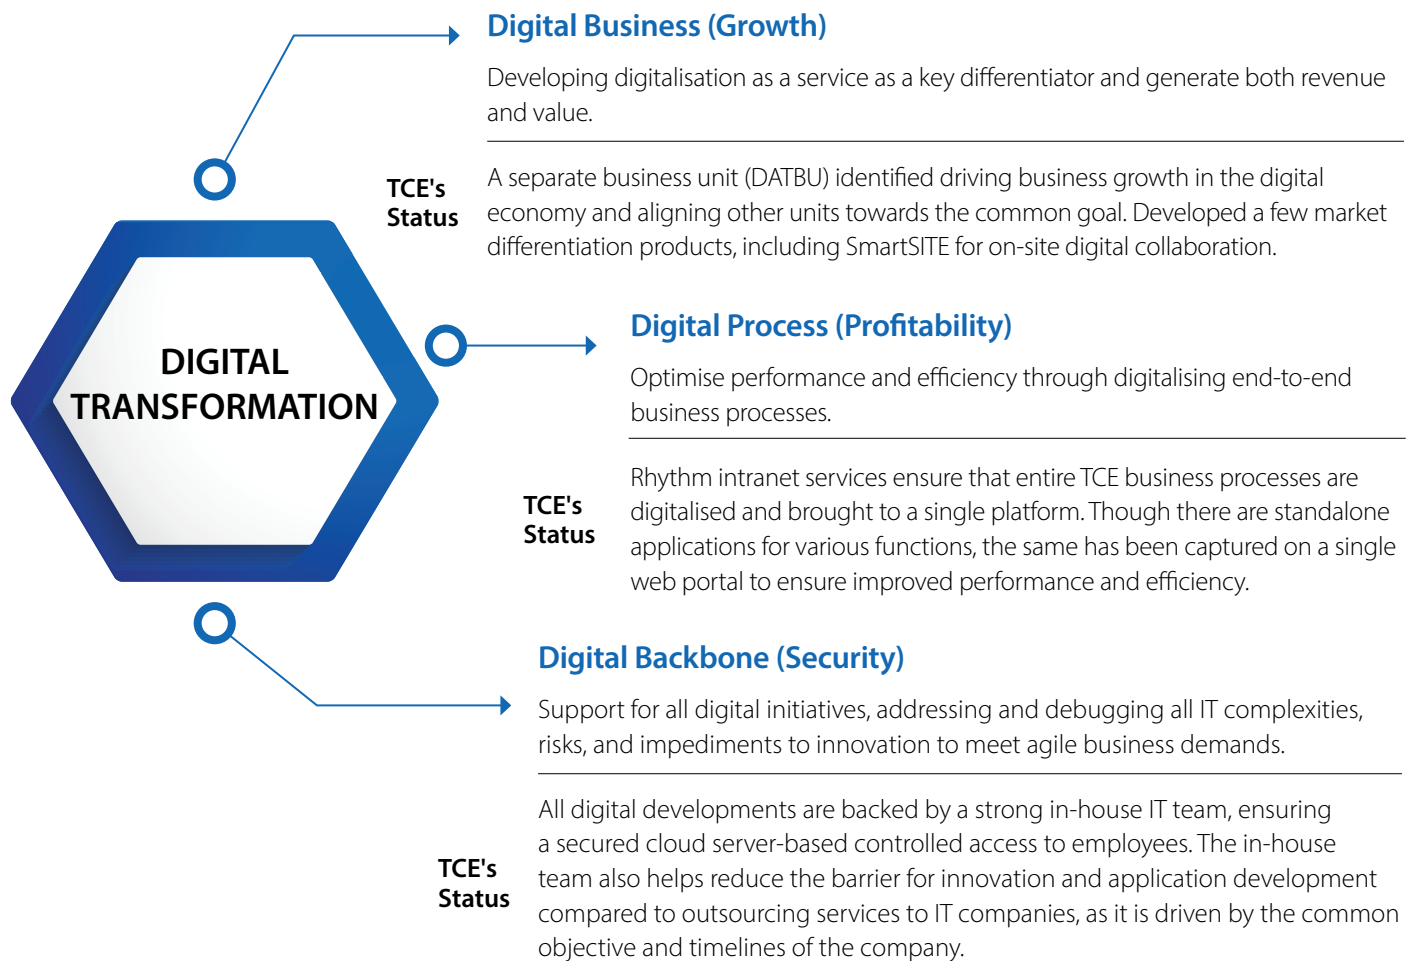 DIGITAL
TRANSFORMATION
Digital Business (Growth)
Developing digitalisation as a service as a key differentiator and generate both revenue
and value.
TCE's
Status
A separate business unit (DATBU) identified driving business growth in the digital
economy and aligning other units towards the common goal. Developed a few market
differentiation products, including SmartSITE for on-site digital collaboration.
Digital Process (Profitability)
Optimise performance and efficiency through digitalising end-to-end
business processes.
TCE's
Status
Rhythm intranet services ensure that entire TCE business processes are
digitalised and brought to a single platform. Though there are standalone
applications for various functions, the same has been captured on a single
web portal to ensure improved performance and efficiency.
Digital Backbone (Security)
Support for all digital initiatives, addressing and debugging all IT complexities,
risks, and impediments to innovation to meet agile business demands.
TCE's
Status
All digital developments are backed by a strong in-house IT team, ensuring
a secured cloud server-based controlled access to employees. The in-house
team also helps reduce the barrier for innovation and application development
compared to outsourcing services to IT companies, as it is driven by the common
objective and timelines of the company.